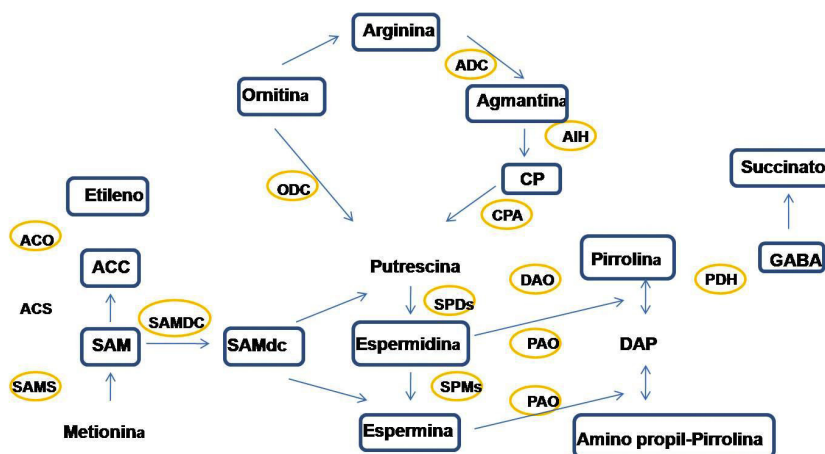 Arginina
ADC
Ornitina
Agmantina
AIH
Succinato
ODC
CP
Etileno
CPA
ACO
ACC
Putrescina
DAO
Pirrolina
PDH
GABA
ACS
SAMDC
SPDs
SAM
SAMdc
Espermidina
PAO
DAP
SAMS
SPMs
PAO
Metionina
Espermina
Amino propil-Pirrolina